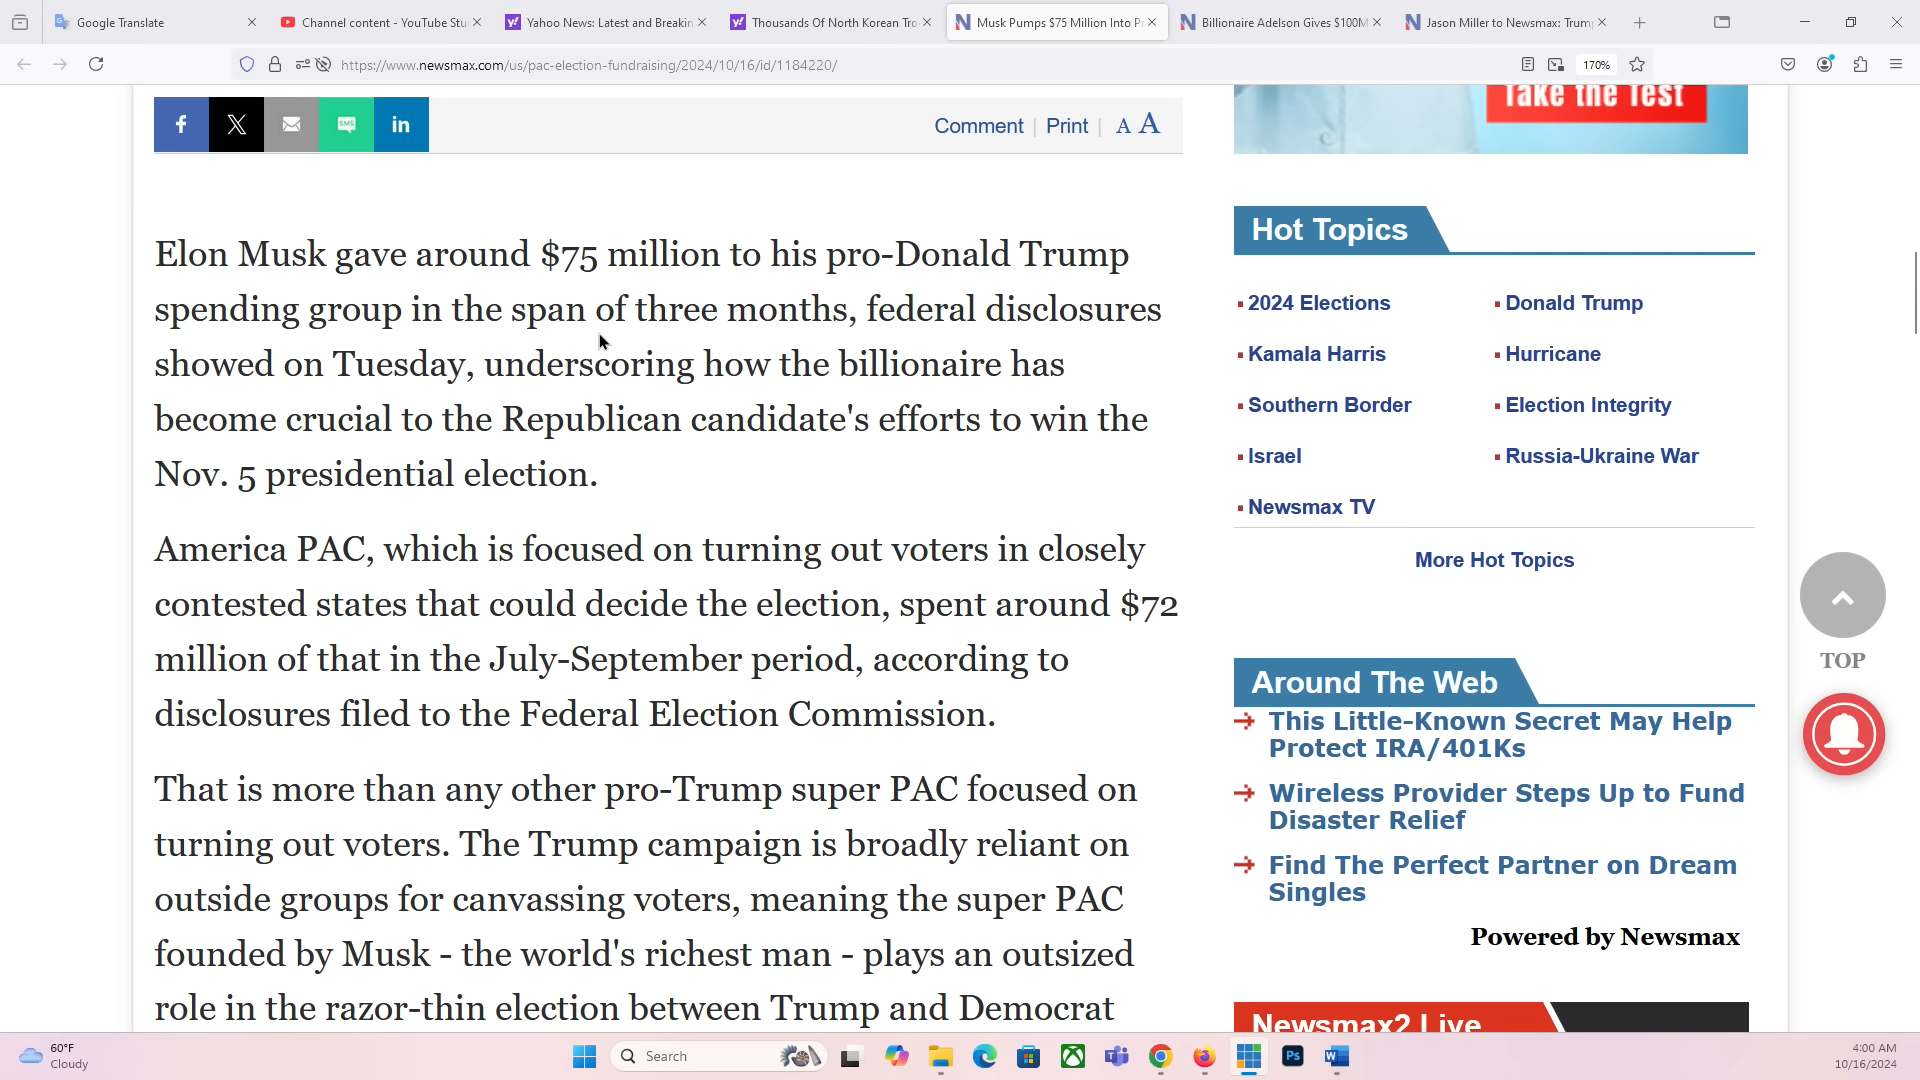 Google Translate
Channel content - YouTube Stu
Yahoo News: Latest and Breakin
Thousands Of North Korean Tro
Musk Pumps $75 Million Into P
Billionaire Adelson Gives $100M
Jason Miller to Newsmax: Trum
https://www.newsmax.com/us/pac-election-fundraising/2024/10/16/id/1184220/
170%
Take the Test
SMS
Comment | Print | A A
Elon Musk gave around $75 million to his pro-Donald Trump
spending group in the span of three months, federal disclosures
showed on Tuesday, underscoring how the billionaire has
become crucial to the Republican candidate's efforts to win the
Nov. 5 presidential election.
America PAC, which is focused on turning out voters in closely
contested states that could decide the election, spent around $72
million of that in the July-September period, according to
disclosures filed to the Federal Election Commission.
That is more than any other pro-Trump super PAC focused on
turning out voters. The Trump campaign is broadly reliant on
outside groups for canvassing voters, meaning the super PAC
founded by Musk - the world's richest man - plays an outsized
role in the razor-thin election between Trump and Democrat
Hot Topics
2024 Elections
Donald Trump
Kamala Harris
Hurricane
Southern Border
Election Integrity
Israel
Russia-Ukraine War
Newsmax TV
More Hot Topics
Around The Web
This Little-Known Secret May Help
Protect IRA/401Ks
Wireless Provider Steps Up to Fund
Disaster Relief
Find The Perfect Partner on Dream
Singles
Powered by Newsmax
Newsmax2 Live
TOP
60°F
Cloudy
Search
4:00 AM
10/16/2024